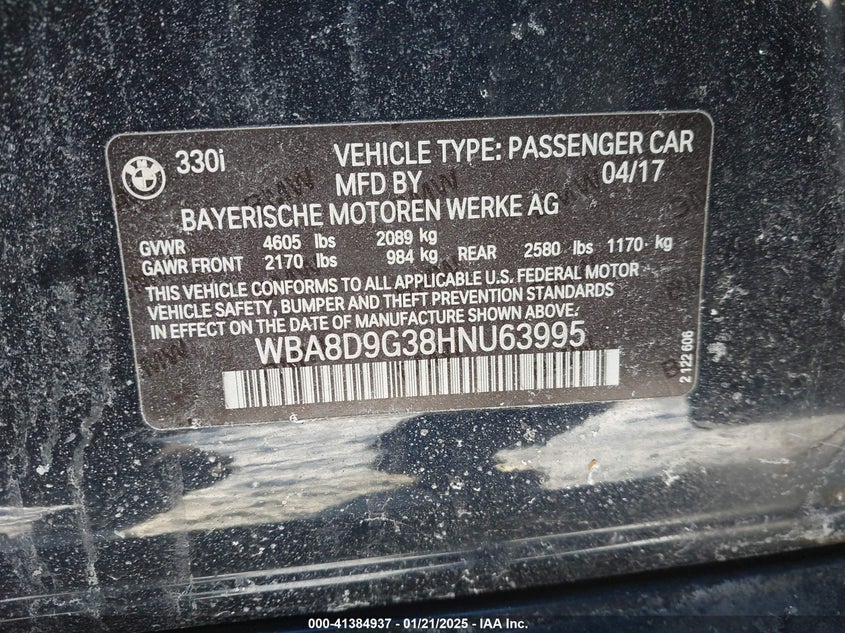 330i VEHICLE TYPE: PASSENGER CAR
MFD BY 04/17
BAYERISCHE MOTOREN WERKE AG
GVWR 4605 lbs 2089 kg
GAWR FRONT 2170 lbs 984 kg REAR 2580 lbs 1170 kg
THIS VEHICLE CONFORMS TO ALL APPLICABLE U.S. FEDERAL MOTOR
VEHICLE SAFETY, BUMPER AND THEFT PREVENTION STANDARDS
IN EFFECT ON THE DATE OF MANUFACTURE SHOWN ABOVE.
WBA8D9G38HNU63995
2 122 606
000-41384937 - 01/21/2025 - © IAA Inc.